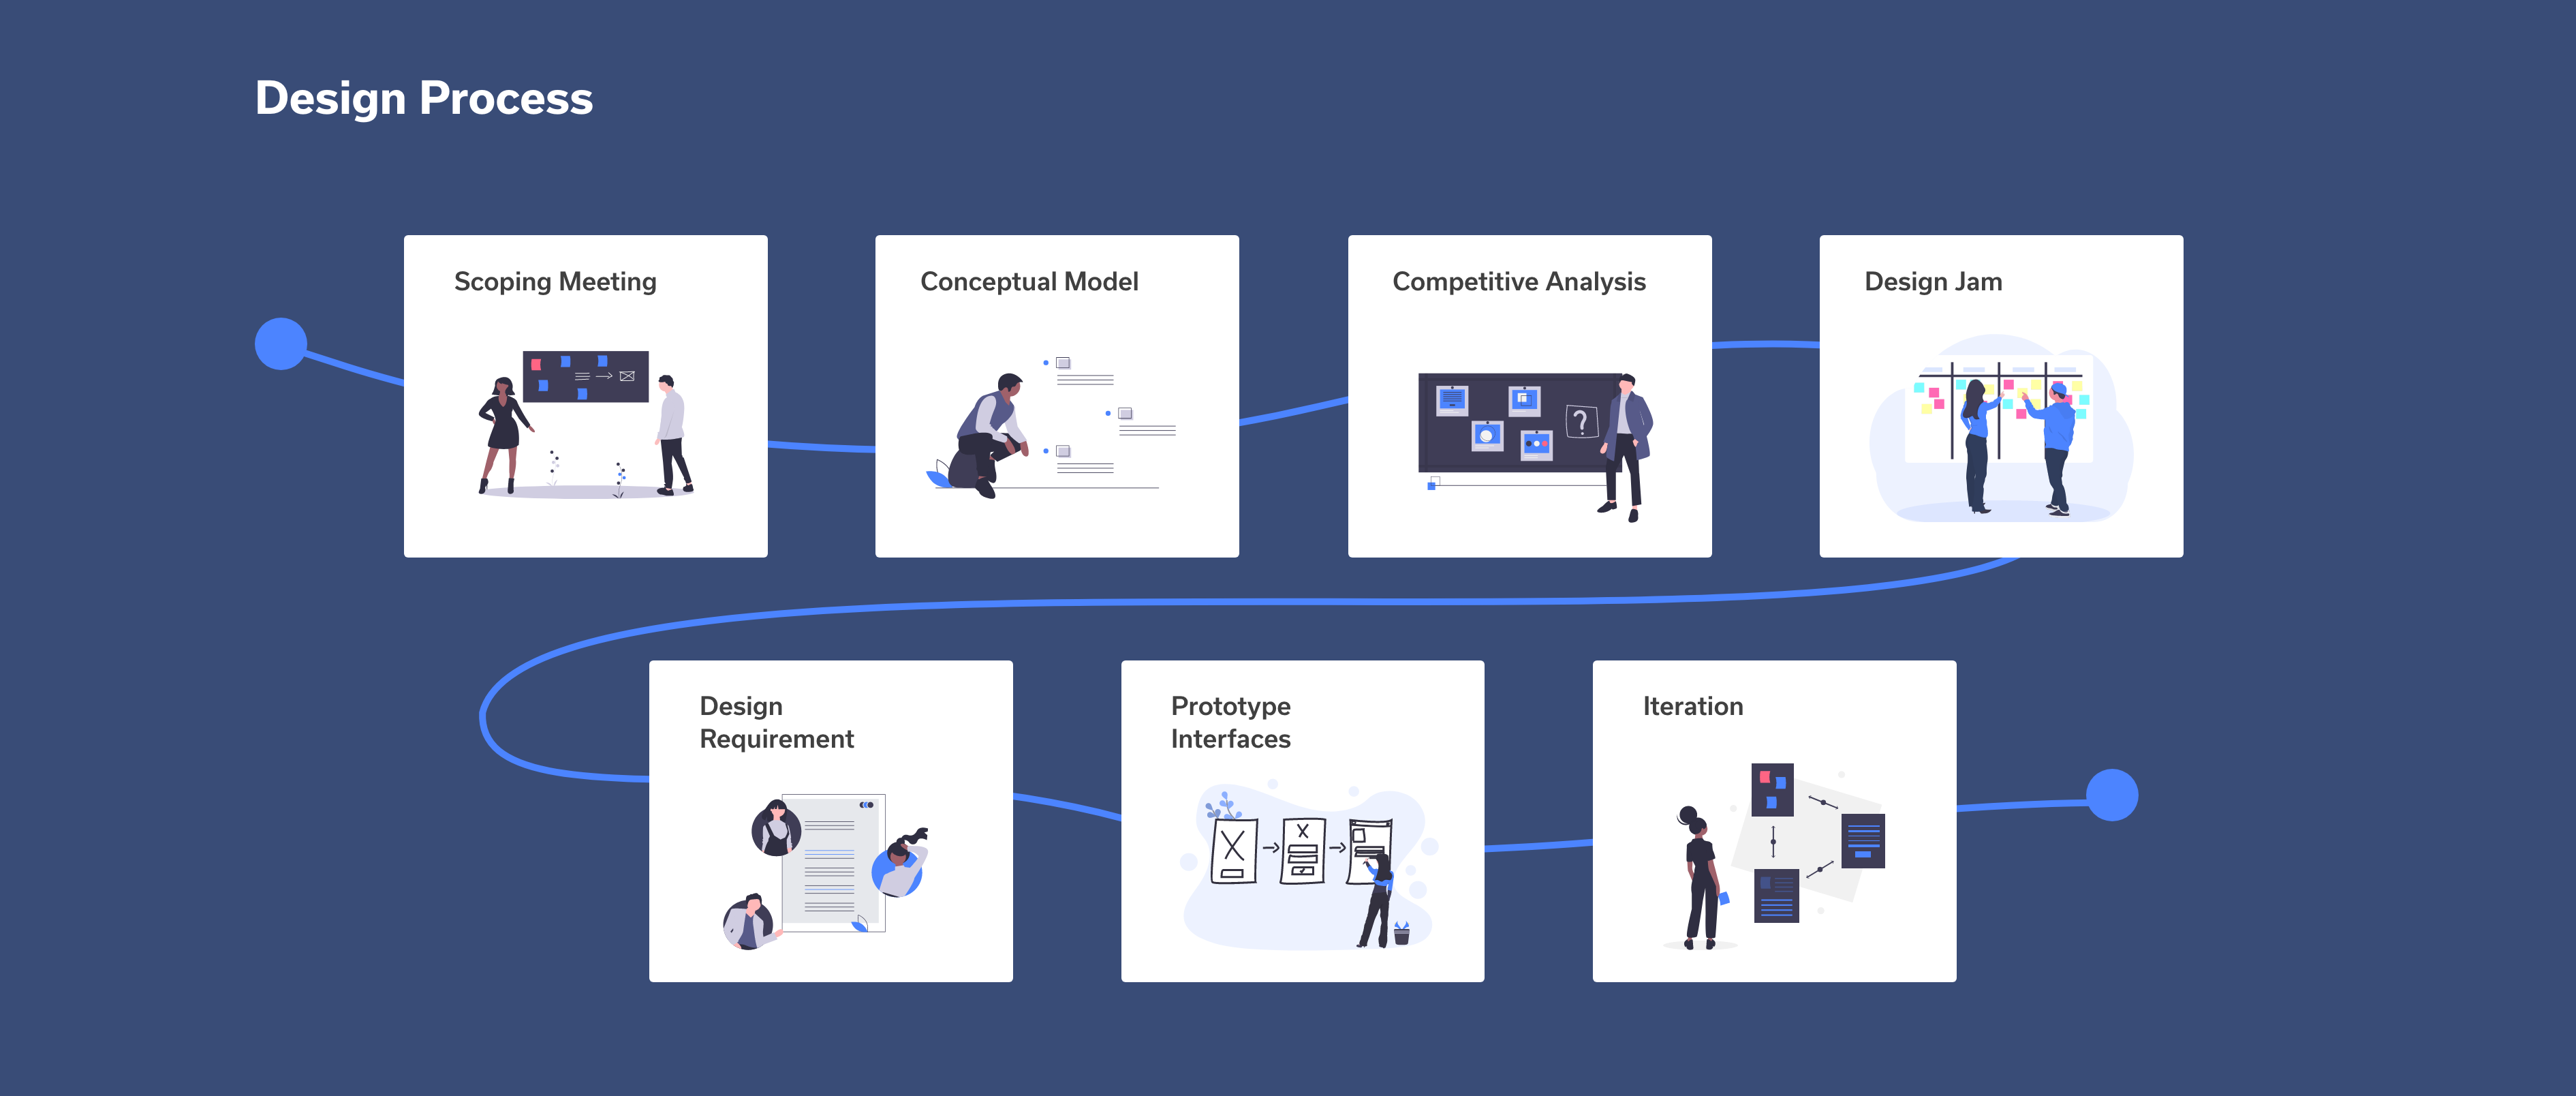 Design Process
Scoping Meeting
Conceptual Model
Competitive Analysis
?
Design Jam
Design
Requirement
Prototype
Interfaces
Iteration